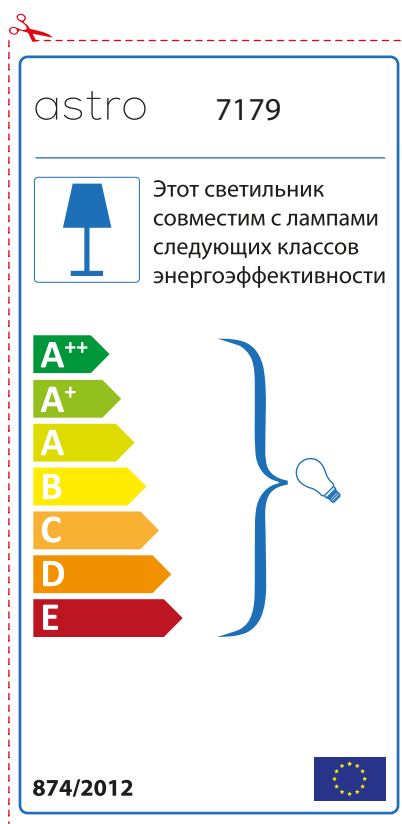 astro 7179
Этот светильник
совместим с лампами
следующих классов
энергоэффективности
A++
A+
A
B
C
D
E
874/2012